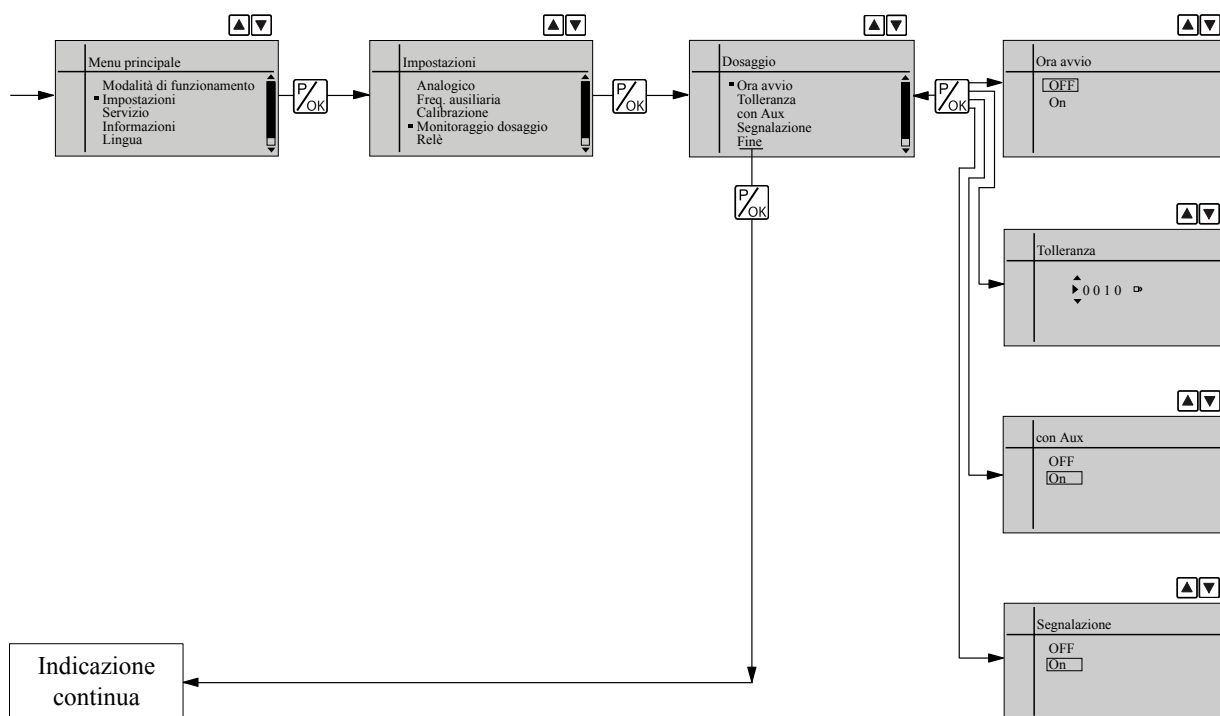 Menu principale
Modalità di funzionamento
Impostazioni
Servizio
Informazioni
Lingua
P/OK
Impostazioni
Analogico
Freq. ausiliaria
Calibrazione
Monitoraggio dosaggio
Relè
P/OK
Dosaggio
Ora avvio
Tolleranza
con Aux
Segnalazione
Fine
P/OK
P/OK
Ora avvio
OFF
On
Tolleranza
0010
con Aux
OFF
On
Segnalazione
OFF
On
Indicazione
continua